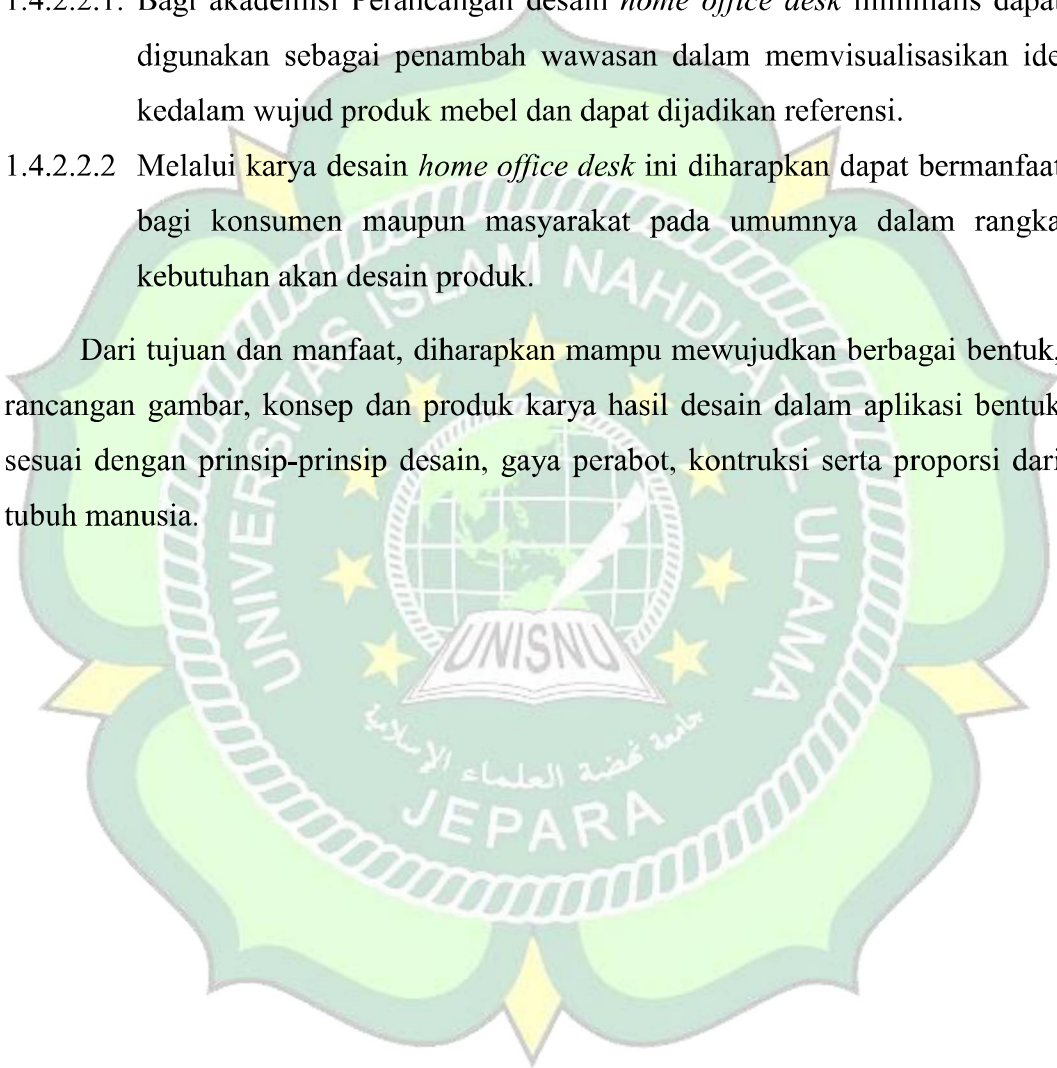 1.4.2.2.1. Bagi akademisi Perancangan desain home office desk minimalis dapat
digunakan sebagai penambah wawasan dalam memvisualisasikan ide
kedalam wujud produk mebel dan dapat dijadikan referensi.
1.4.2.2.2 Melalui karya desain home office desk ini diharapkan dapat bermanfaat
bagi konsumen maupun masyarakat pada umumnya dalam rangka
kebutuhan akan desain produk.
Dari tujuan dan manfaat, diharapkan mampu mewujudkan berbagai bentuk,
rancangan gambar, konsep dan produk karya hasil desain dalam aplikasi bentuk
sesuai dengan prinsip-prinsip desain, gaya perabot, kontruksi serta proporsi dari
tubuh manusia.
UNIVERSITAS ISLAM NAHDLATUL ULAMA
UNISNU
جامعة نهضة العلماء الإسلامية
JEPARA